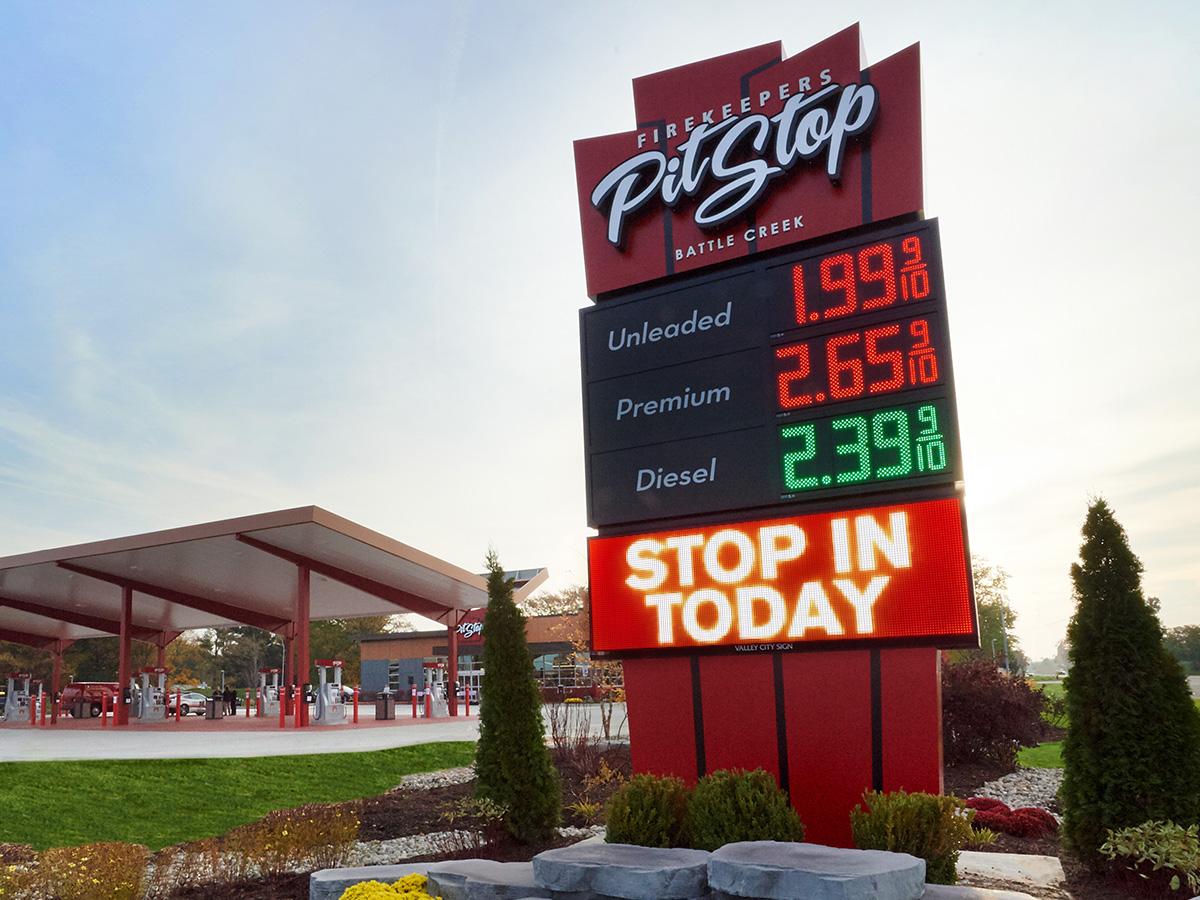 FIREKEEPERS
PitStop
BATTLE CREEK
Unleaded 1.99 9/10
Premium 2.65 9/10
Diesel 2.39 9/10
STOP IN
TODAY
VALLEY CITY SIGN
PitStop